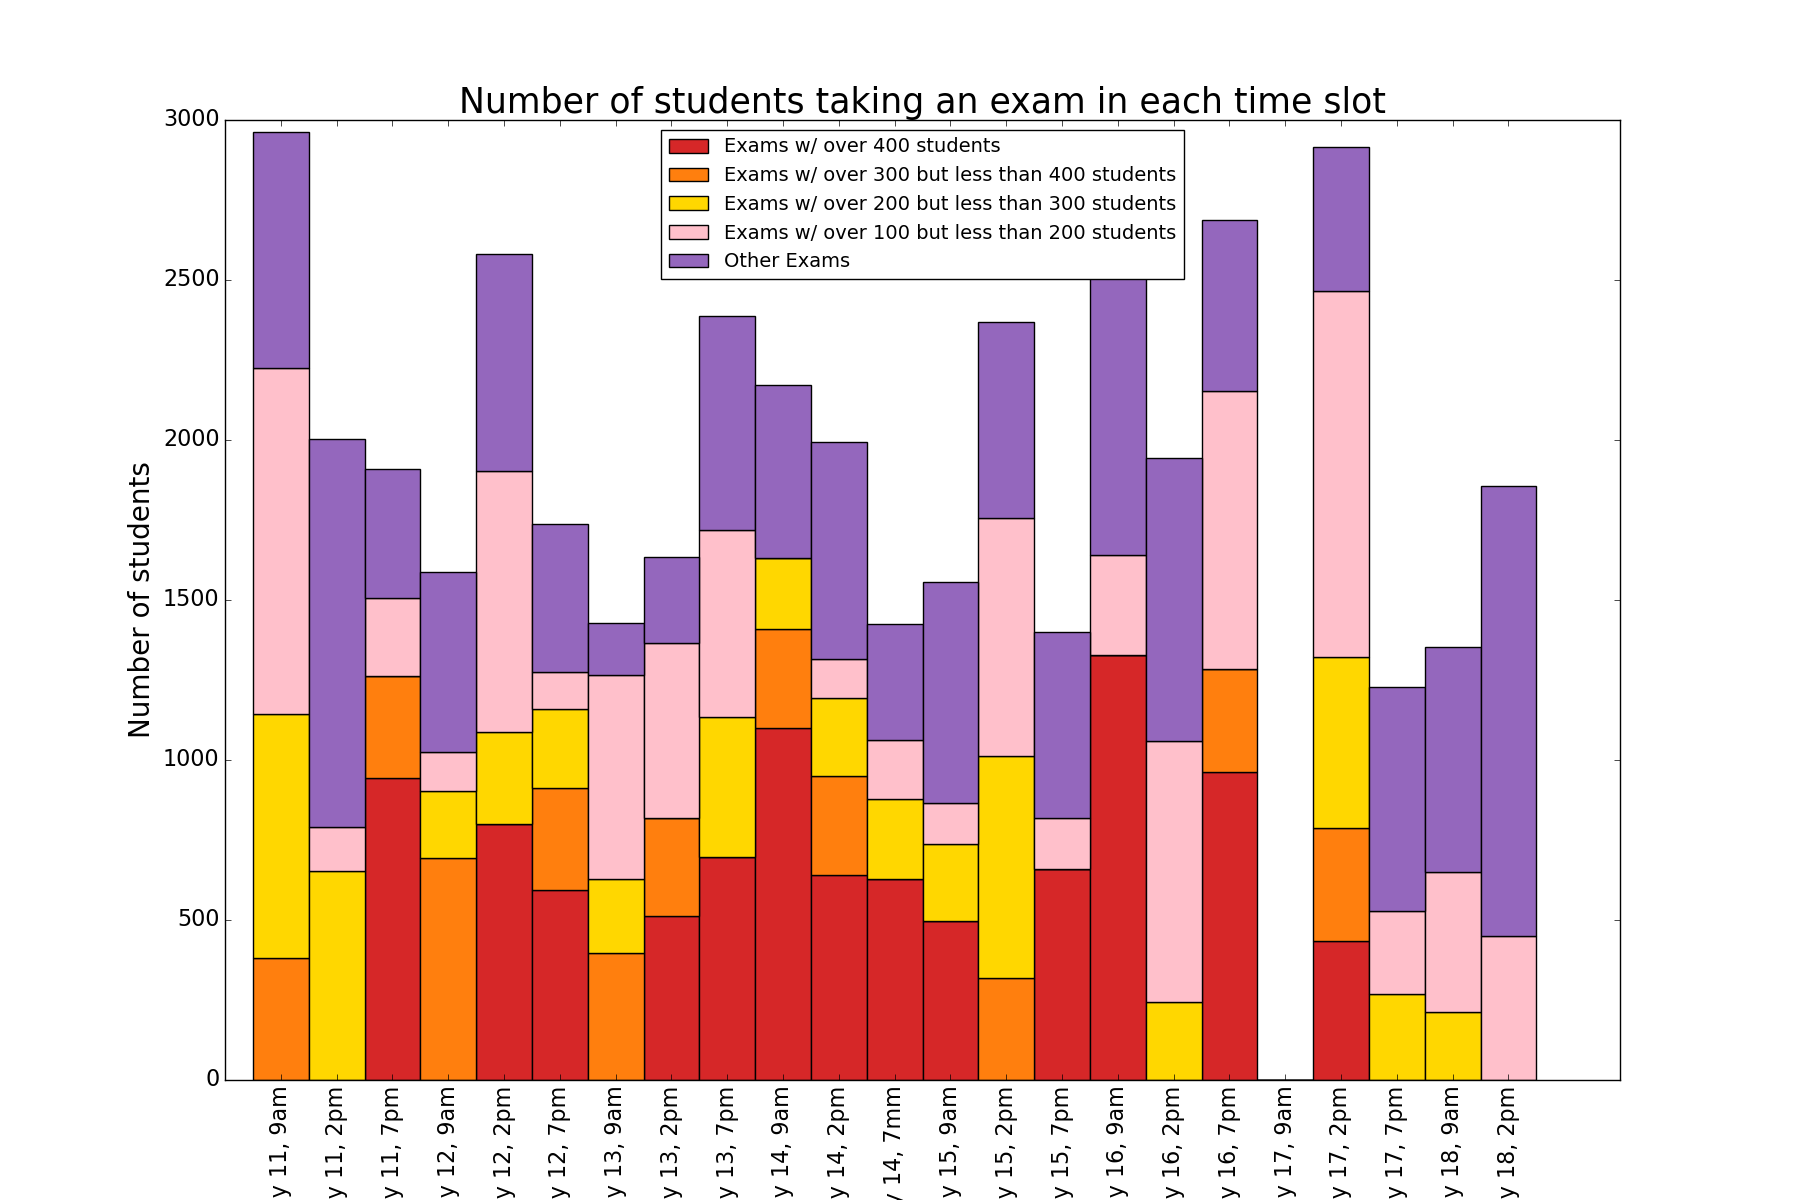 Number of students taking an exam in each time slot
Exams w/ over 400 students
Exams w/ over 300 but less than 400 students
Exams w/ over 200 but less than 300 students
Exams w/ over 100 but less than 200 students
Other Exams
Number of students
3000
2500
2000
1500
1000
500
0
y 11, 9am
y 11, 2pm
y 11, 7pm
y 12, 9am
y 12, 2pm
y 12, 7pm
y 13, 9am
y 13, 2pm
y 13, 7pm
y 14, 9am
y 14, 2pm
y 14, 7mm
y 15, 9am
y 15, 2pm
y 15, 7pm
y 16, 9am
y 16, 2pm
y 16, 7pm
y 17, 9am
y 17, 2pm
y 17, 7pm
y 18, 9am
y 18, 2pm